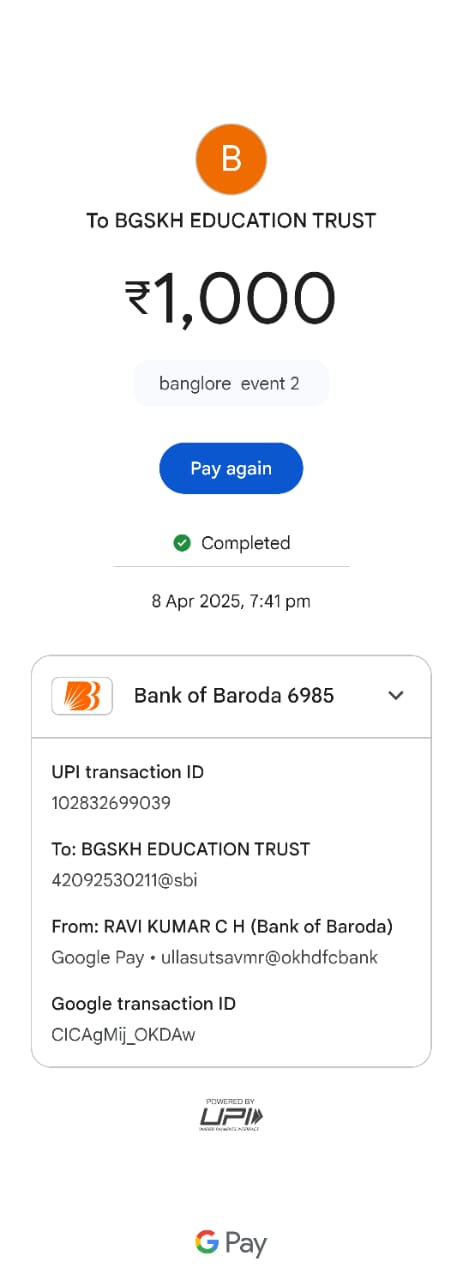 B
To BGSKH EDUCATION TRUST
₹1,000
banglore event 2
Pay again
Completed
8 Apr 2025, 7:41 pm
Bank of Baroda 6985
UPI transaction ID
102832699039
To: BGSKH EDUCATION TRUST
42092530211@sbi
From: RAVI KUMAR C H (Bank of Baroda)
Google Pay • ullasutsavmr@okhdfcbank
Google transaction ID
CICAgMij_OKDAw
POWERED BY
UPI
UNIFIED PAYMENTS INTERFACE
G Pay